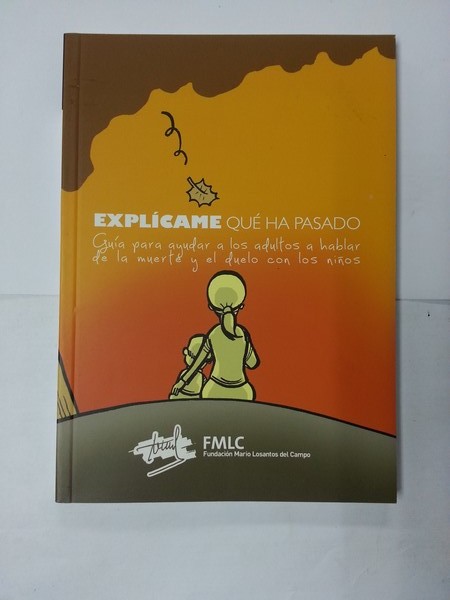 EXPLÍCAME QUÉ HA PASADO
Guía para ayudar a los adultos a hablar
de la muerte y el duelo con los niños
FMLC
Fundación Mario Losantos del Campo